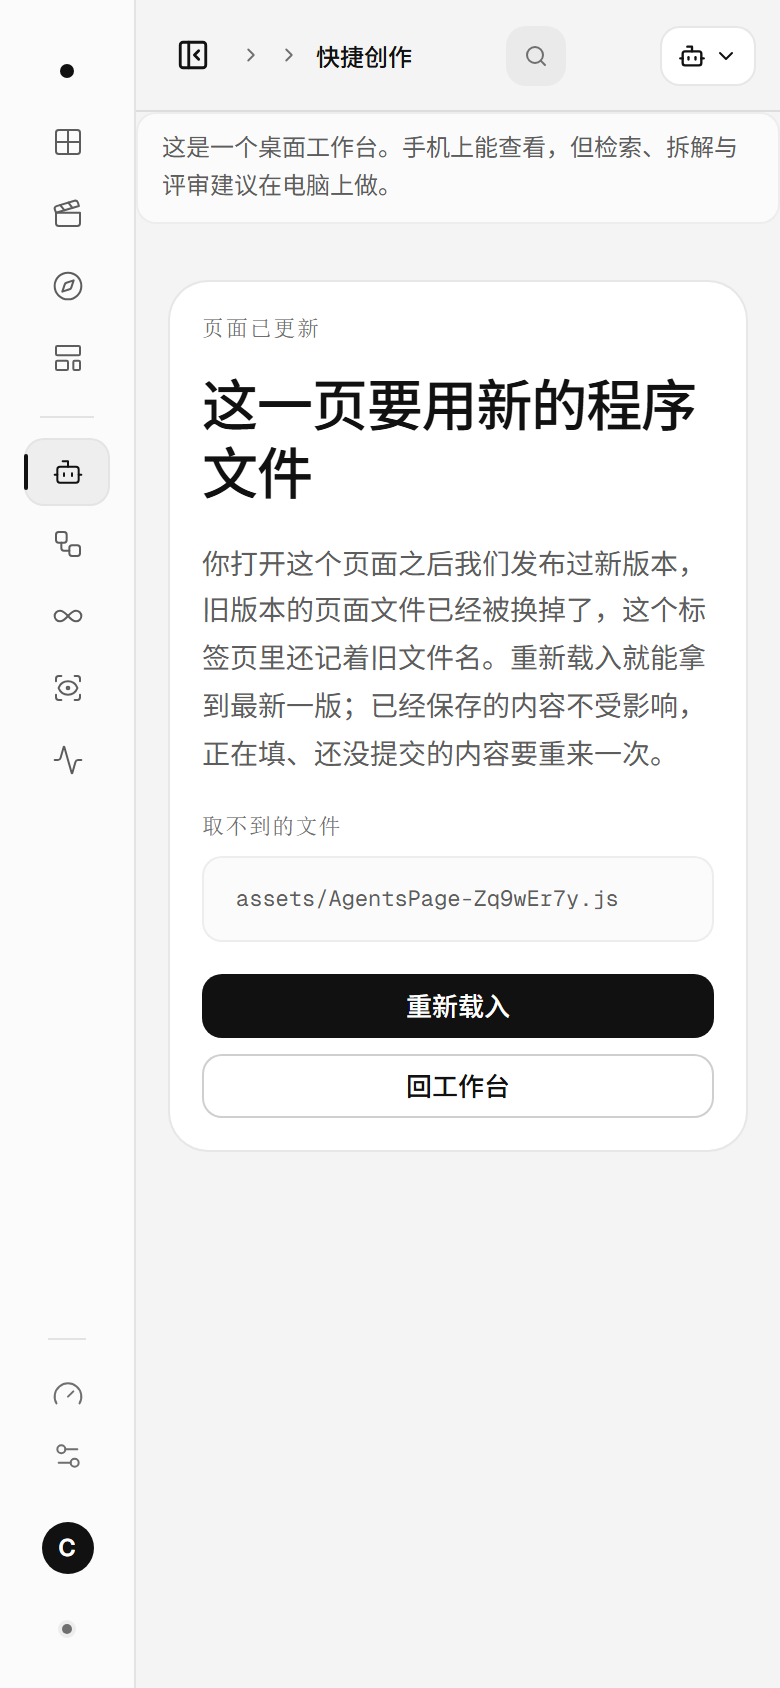 快捷创作
这是一个桌面工作台。手机上能查看，但检索、拆解与
评审建议在电脑上做。
页面已更新
这一页要用新的程序
文件
你打开这个页面之后我们发布过新版本，
旧版本的页面文件已经被换掉了，这个标
签页里还记着旧文件名。重新载入就能拿
到最新一版；已经保存的内容不受影响，
正在填、还没提交的内容要重来一次。
取不到的文件
assets/AgentsPage-Zq9wEr7y.js
重新载入
回工作台
C